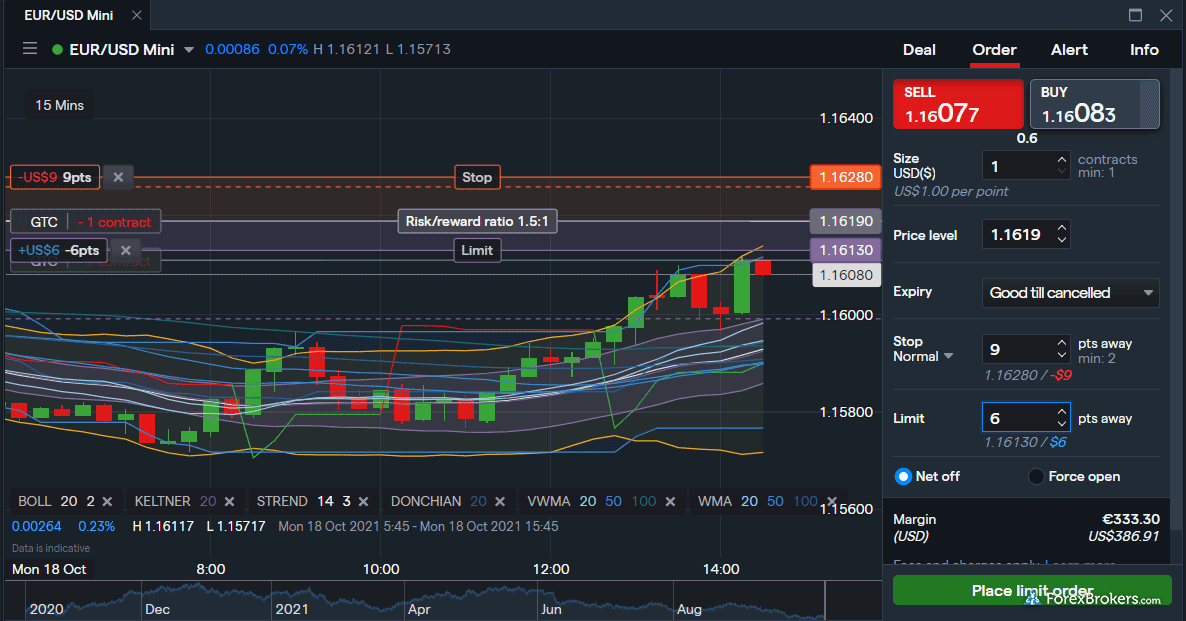 EUR/USD Mini
EUR/USD Mini 0.00086 0.07% H 1.16121 L 1.15713
Deal Order Alert Info
15 Mins
1.16400
-US$9 9pts
Stop
1.16280
GTC - 1 contract
Risk/reward ratio 1.5:1
1.16190
+US$6 -6pts
Limit
1.16130
1.16080
1.16000
1.15800
BOLL 20 2
KELTNER 20
STREND 14 3
DONCHIAN 20
VWMA 20 50 100
WMA 20 50 100
1.15600
0.00264 0.23% H 1.16117 L 1.15717 Mon 18 Oct 2021 5:45 - Mon 18 Oct 2021 15:45
Data is indicative
Mon 18 Oct 8:00 10:00 12:00 14:00
2020 Dec 2021 Apr Jun Aug
SELL
1.16077
BUY
1.16083
0.6
Size
USD($)
1
contracts
min: 1
US$1.00 per point
Price level
1.1619
Expiry
Good till cancelled
Stop
Normal
9
pts away
min: 2
1.16280 / -$9
Limit
6
pts away
1.16130 / $6
Net off
Force open
Margin
(USD)
€333.30
US$386.91
Place limit order
ForexBrokers.com